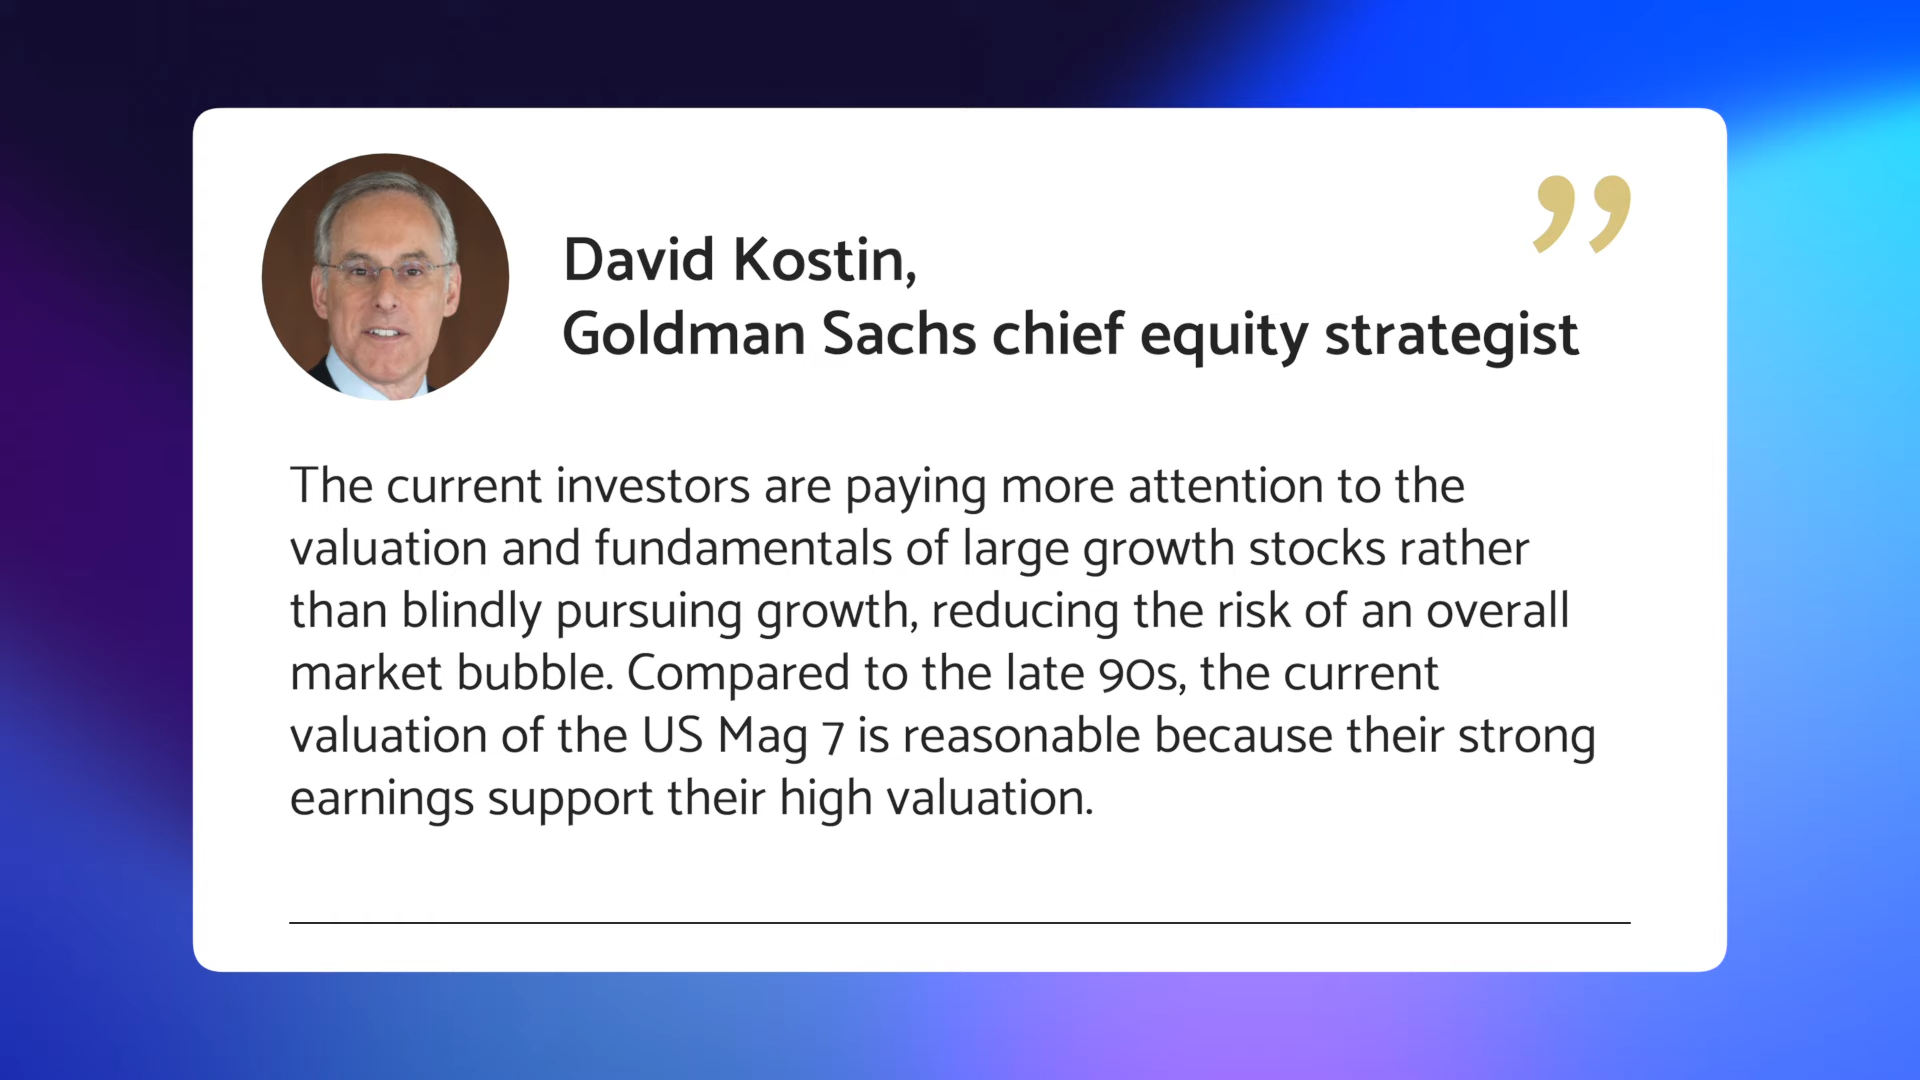 ”
David Kostin,
Goldman Sachs chief equity strategist
The current investors are paying more attention to the
valuation and fundamentals of large growth stocks rather
than blindly pursuing growth, reducing the risk of an overall
market bubble. Compared to the late 90s, the current
valuation of the US Mag 7 is reasonable because their strong
earnings support their high valuation.